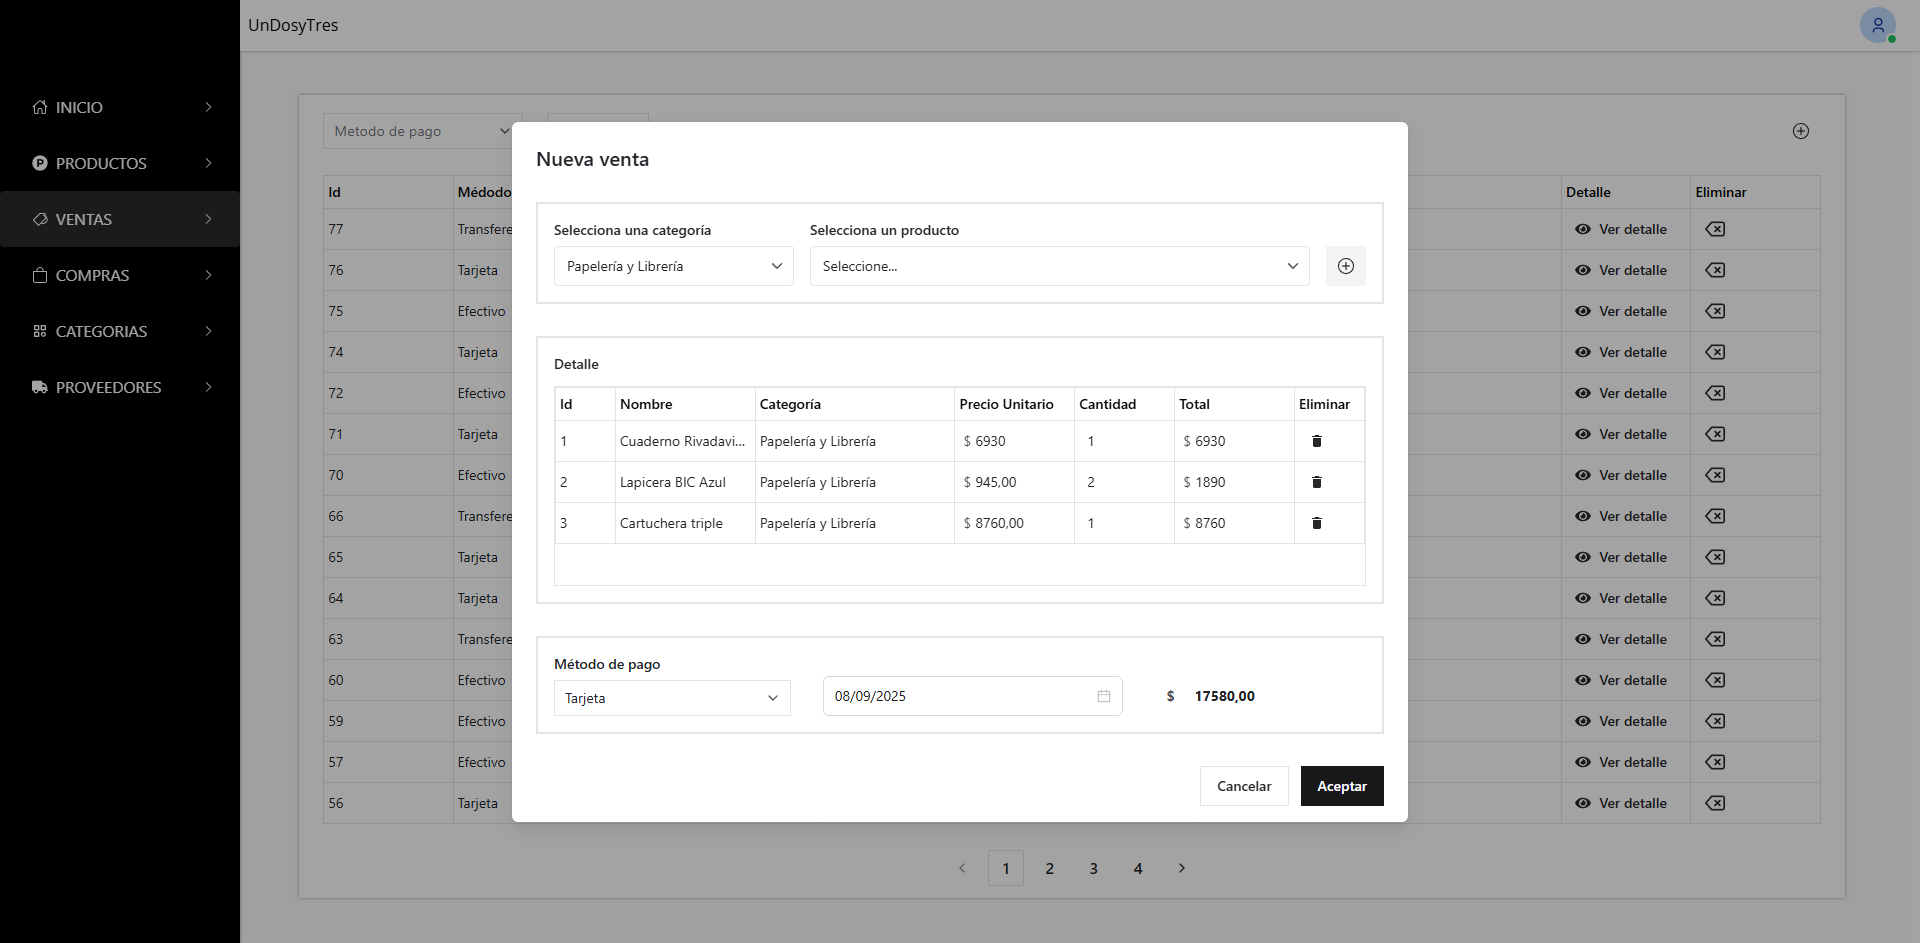 UnDosyTres
INICIO
PRODUCTOS
VENTAS
COMPRAS
CATEGORIAS
PROVEEDORES
Metodo de pago
Id Médodo Detalle Eliminar
77 Transfere Ver detalle
76 Tarjeta Ver detalle
75 Efectivo Ver detalle
74 Tarjeta Ver detalle
72 Efectivo Ver detalle
71 Tarjeta Ver detalle
70 Efectivo Ver detalle
66 Transfere Ver detalle
65 Tarjeta Ver detalle
64 Tarjeta Ver detalle
63 Transfere Ver detalle
60 Efectivo Ver detalle
59 Efectivo Ver detalle
57 Efectivo Ver detalle
56 Tarjeta Ver detalle
Nueva venta
Selecciona una categoría Selecciona un producto
Papelería y Librería Seleccione...
Detalle
Id Nombre Categoría Precio Unitario Cantidad Total Eliminar
1 Cuaderno Rivadavi... Papelería y Librería $ 6930 1 $ 6930
2 Lapicera BIC Azul Papelería y Librería $ 945,00 2 $ 1890
3 Cartuchera triple Papelería y Librería $ 8760,00 1 $ 8760
Método de pago
Tarjeta 08/09/2025 $ 17580,00
Cancelar Aceptar
1 2 3 4